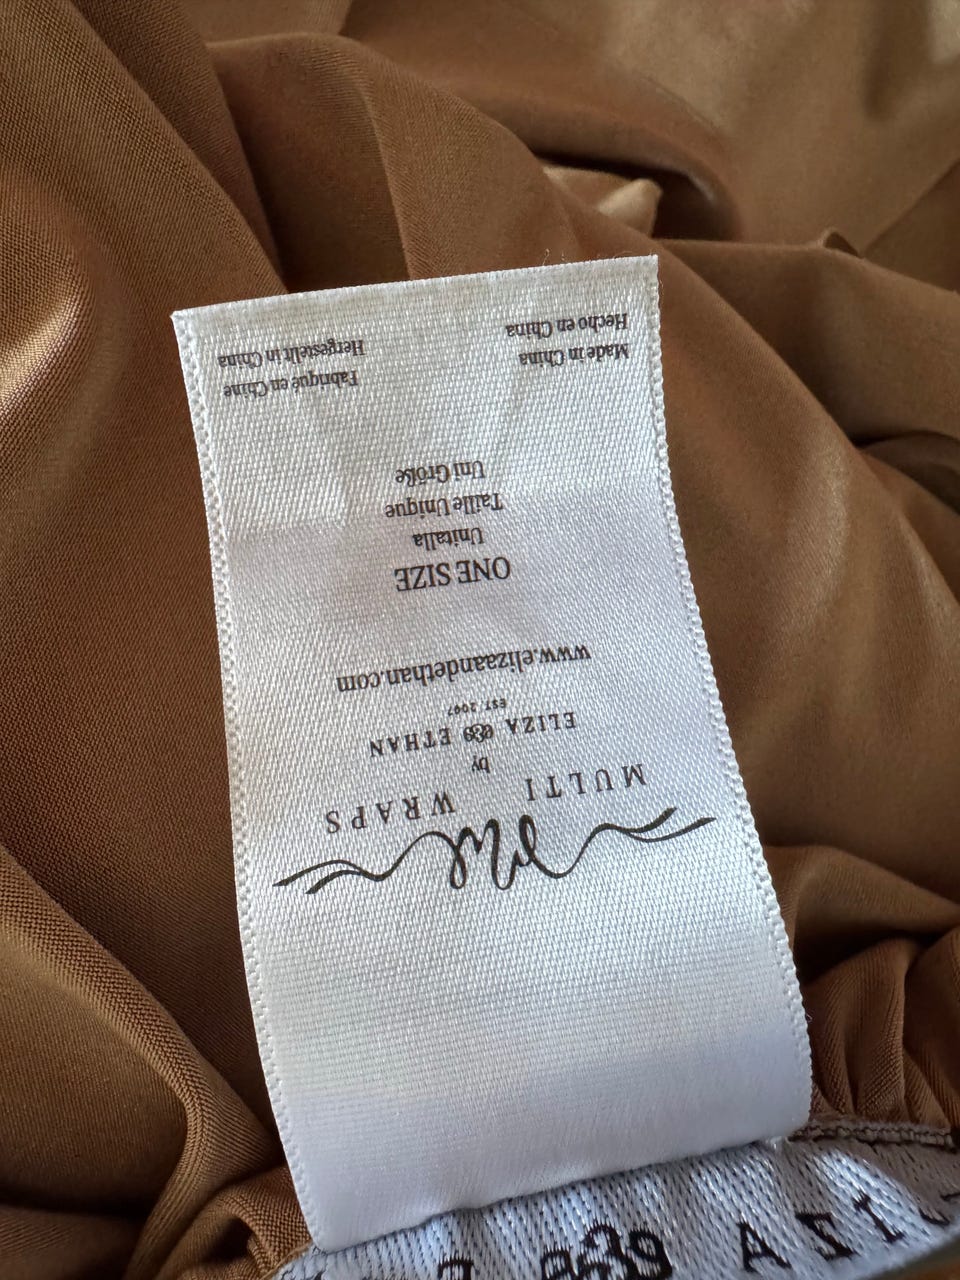 MULTI WRAPS
by
ELIZA & ETHAN
EST 2007
www.elizaandethan.com
ONE SIZE
Unitalla
Taille Unique
Uni Größe
Made in China
Hecho en China
Fabriqué en Chine
Hergestellt in China